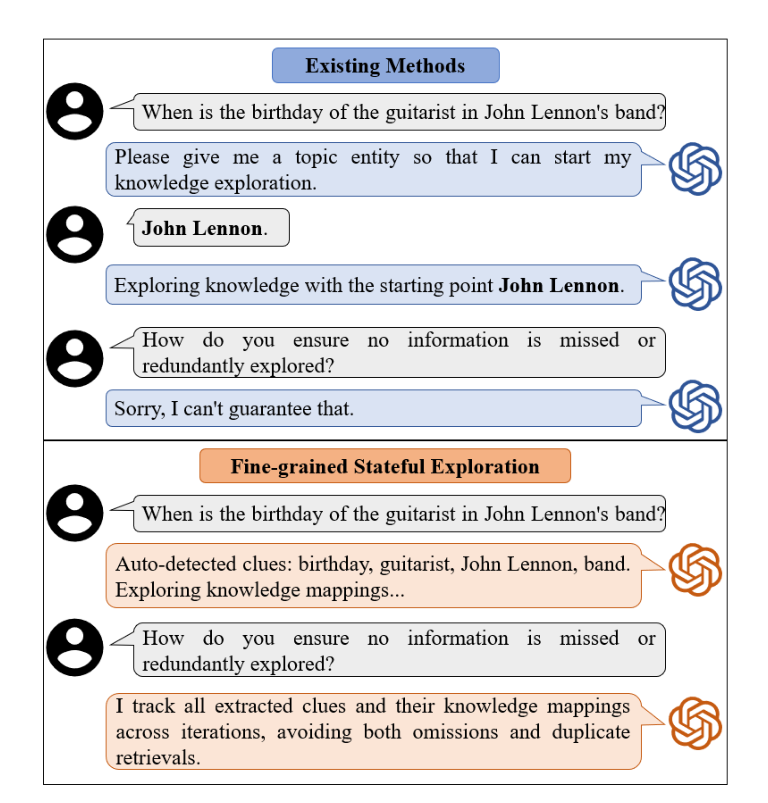 Existing Methods
When is the birthday of the guitarist in John Lennon's band?
Please give me a topic entity so that I can start my
knowledge exploration.
John Lennon.
Exploring knowledge with the starting point John Lennon.
How do you ensure no information is missed or
redundantly explored?
Sorry, I can't guarantee that.
Fine-grained Stateful Exploration
When is the birthday of the guitarist in John Lennon's band?
Auto-detected clues: birthday, guitarist, John Lennon, band.
Exploring knowledge mappings...
How do you ensure no information is missed or
redundantly explored?
I track all extracted clues and their knowledge mappings
across iterations, avoiding both omissions and duplicate
retrievals.